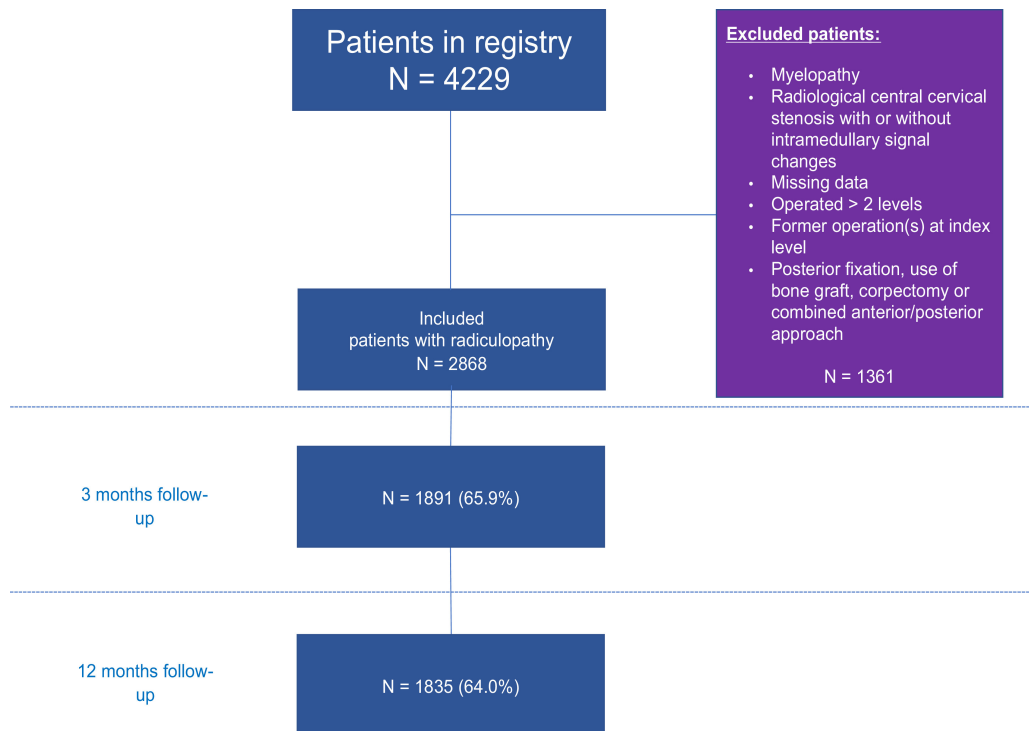 Patients in registry
N = 4229
Excluded patients:
• Myelopathy
• Radiological central cervical
stenosis with or without
intramedullary signal
changes
• Missing data
• Operated > 2 levels
• Former operation(s) at index
level
• Posterior fixation, use of
bone graft, corpectomy or
combined anterior/posterior
approach
N = 1361
Included
patients with radiculopathy
N = 2868
3 months follow-
up
N = 1891 (65.9%)
12 months follow-
up
N = 1835 (64.0%)